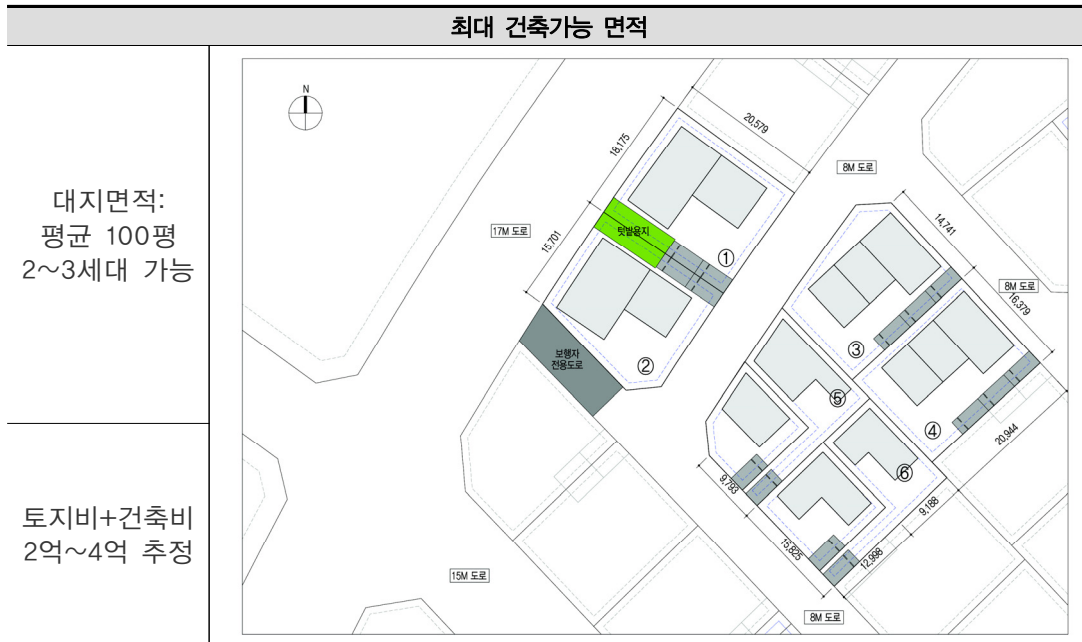 최대 건축가능 면적
대지면적:
평균 100평
2~3세대 가능
토지비+건축비
2억~4억 추정
N
20,579
18,175
8M 도로
17M 도로
텃밭용지
15,701
①
14,741
8M 도로
16,379
③
보행자
전용도로
②
⑤
④
20,944
⑥
9,793
9,188
15,825
12,998
15M 도로
8M 도로